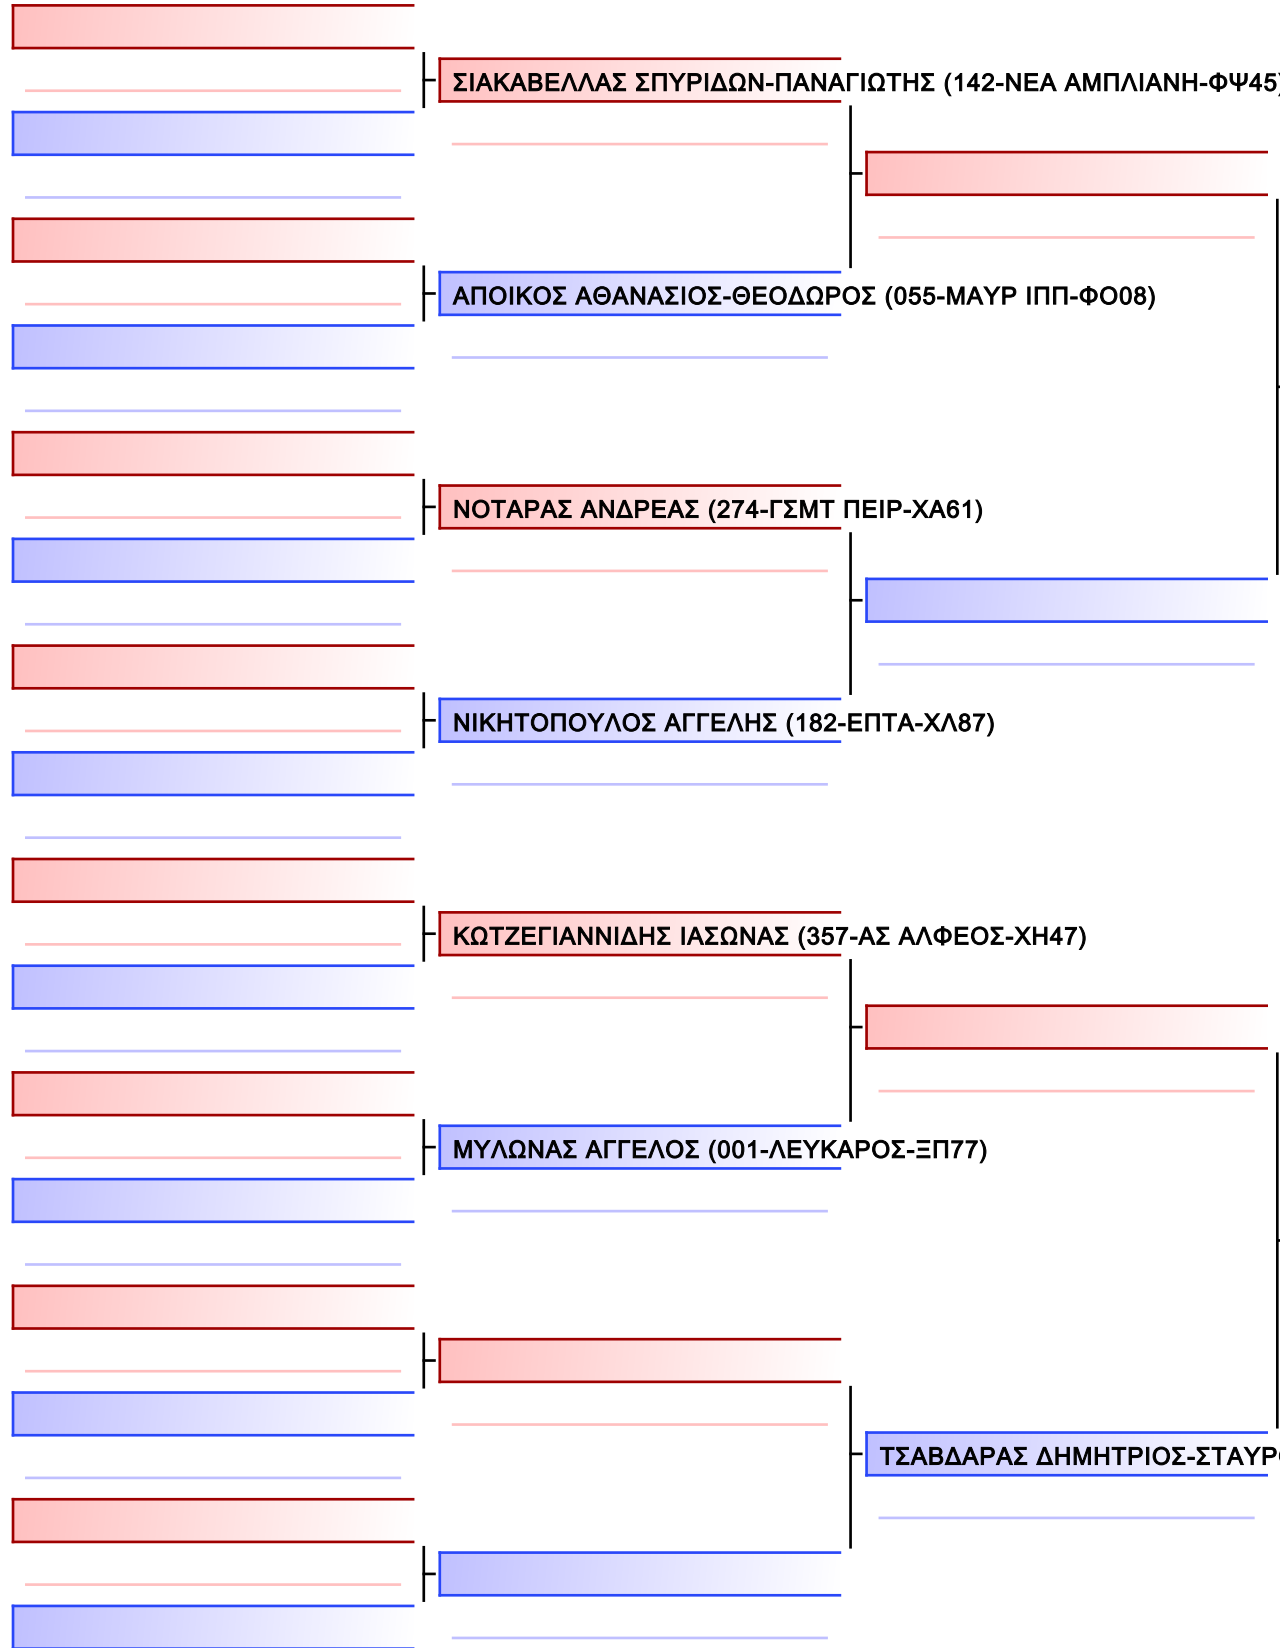 ΣΙΑΚΑΒΕΛΛΑΣ ΣΠΥΡΙΔΩΝ-ΠΑΝΑΓΙΩΤΗΣ (142-ΝΕΑ ΑΜΠΛΙΑΝΗ-ΦΨ45)
ΑΠΟΙΚΟΣ ΑΘΑΝΑΣΙΟΣ-ΘΕΟΔΩΡΟΣ (055-ΜΑΥΡ ΙΠΠ-ΦΟ08)
ΝΟΤΑΡΑΣ ΑΝΔΡΕΑΣ (274-ΓΣΜΤ ΠΕΙΡ-ΧΑ61)
ΝΙΚΗΤΟΠΟΥΛΟΣ ΑΓΓΕΛΗΣ (182-ΕΠΤΑ-ΧΛ87)
ΚΩΤΖΕΓΙΑΝΝΙΔΗΣ ΙΑΣΩΝΑΣ (357-ΑΣ ΑΛΦΕΟΣ-ΧΗ47)
ΜΥΛΩΝΑΣ ΑΓΓΕΛΟΣ (001-ΛΕΥΚΑΡΟΣ-ΞΠ77)
ΤΣΑΒΔΑΡΑΣ ΔΗΜΗΤΡΙΟΣ-ΣΤΑΥΡ